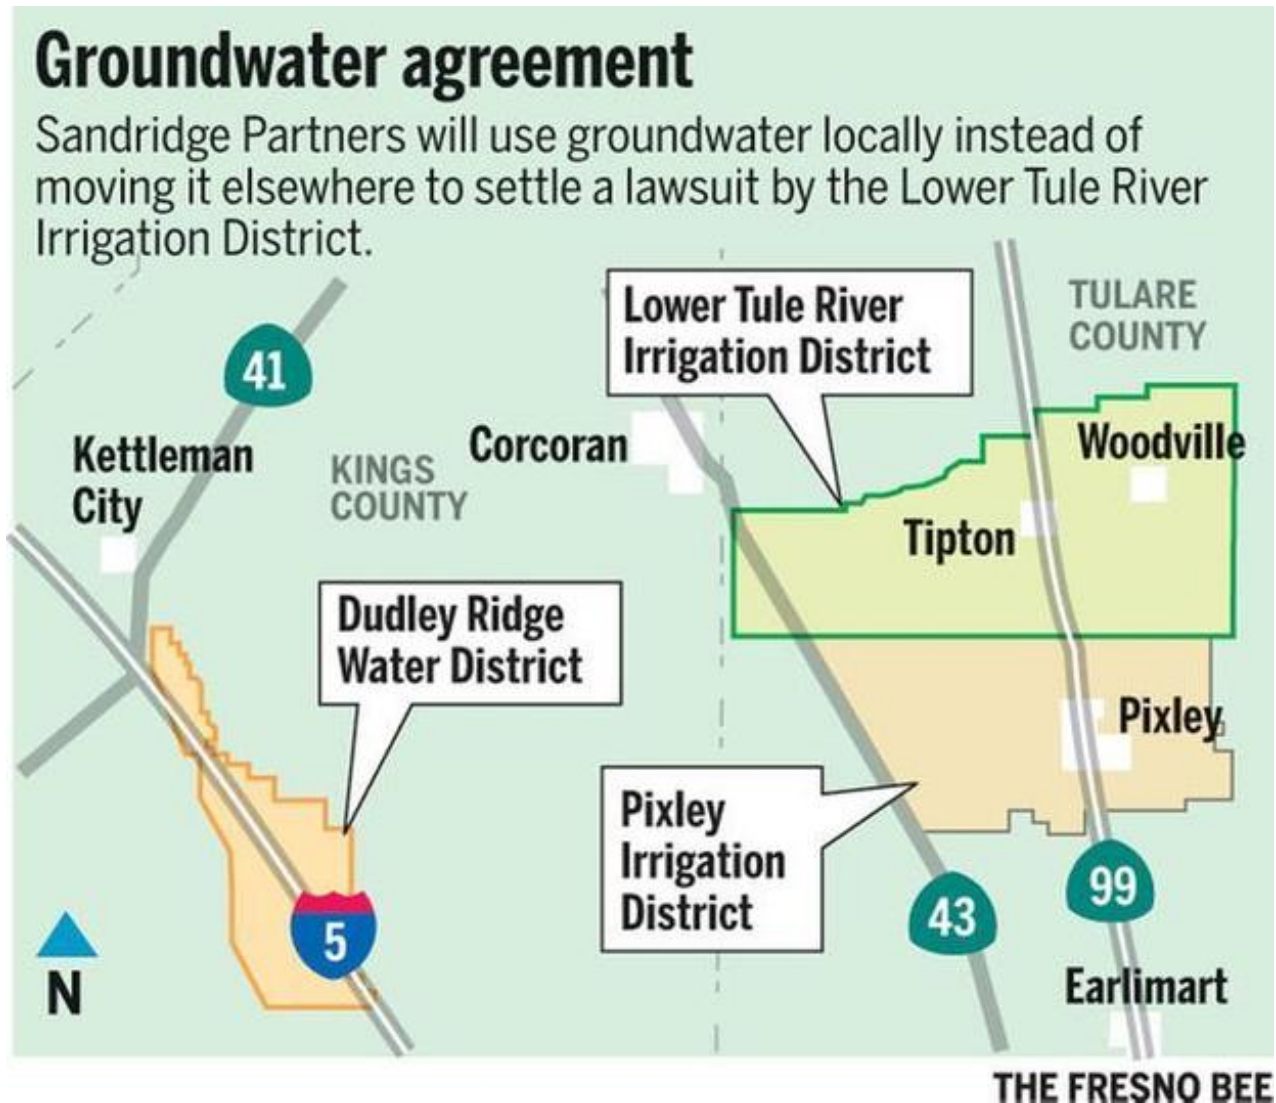 Groundwater agreement
Sandridge Partners will use groundwater locally instead of
moving it elsewhere to settle a lawsuit by the Lower Tule River
Irrigation District.
Lower Tule River
Irrigation District
TULARE
COUNTY
41
Kettleman
City
KINGS
COUNTY
Corcoran
Woodville
Tipton
Dudley Ridge
Water District
Pixley
Pixley
Irrigation
District
5
43
99
N
Earlimart
THE FRESNO BEE